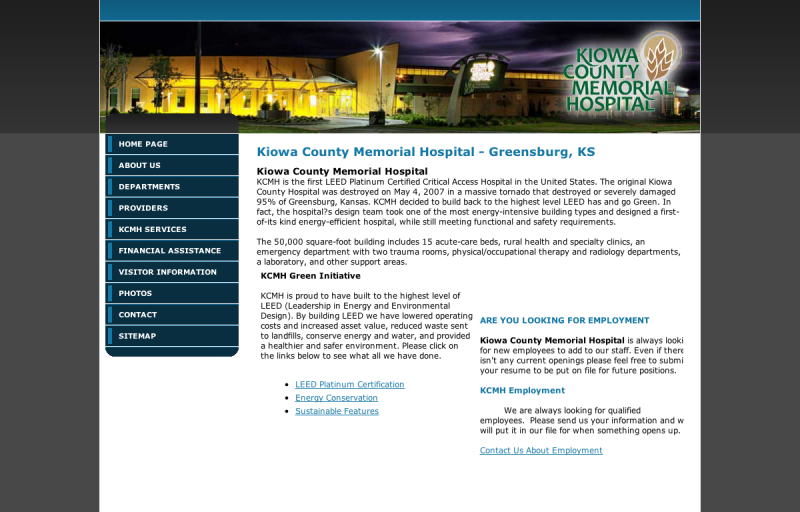 KIOWA
COUNTY
MEMORIAL
HOSPITAL
HOME PAGE
ABOUT US
DEPARTMENTS
PROVIDERS
KCMH SERVICES
FINANCIAL ASSISTANCE
VISITOR INFORMATION
PHOTOS
CONTACT
SITEMAP
Kiowa County Memorial Hospital - Greensburg, KS
Kiowa County Memorial Hospital
KCMH is the first LEED Platinum Certified Critical Access Hospital in the United States. The original Kiowa
County Hospital was destroyed on May 4, 2007 in a massive tornado that destroyed or severely damaged
95% of Greensburg, Kansas. KCMH decided to build back to the highest level LEED has and go Green. In
fact, the hospital?s design team took one of the most energy-intensive building types and designed a first-
of-its kind energy-efficient hospital, while still meeting functional and safety requirements.
The 50,000 square-foot building includes 15 acute-care beds, rural health and specialty clinics, an
emergency department with two trauma rooms, physical/occupational therapy and radiology departments,
a laboratory, and other support areas.
KCMH Green Initiative
KCMH is proud to have built to the highest level of
LEED (Leadership in Energy and Environmental
Design). By building LEED we have lowered operating
costs and increased asset value, reduced waste sent
to landfills, conserve energy and water, and provided
a healthier and safer environment. Please click on
the links below to see what all we have done.
• LEED Platinum Certification
• Energy Conservation
• Sustainable Features
ARE YOU LOOKING FOR EMPLOYMENT
Kiowa County Memorial Hospital is always looki
for new employees to add to our staff. Even if there
isn't any current openings please feel free to submi
your resume to be put on file for future positions.
KCMH Employment
We are always looking for qualified
employees. Please send us your information and w
will put it in our file for when something opens up.
Contact Us About Employment